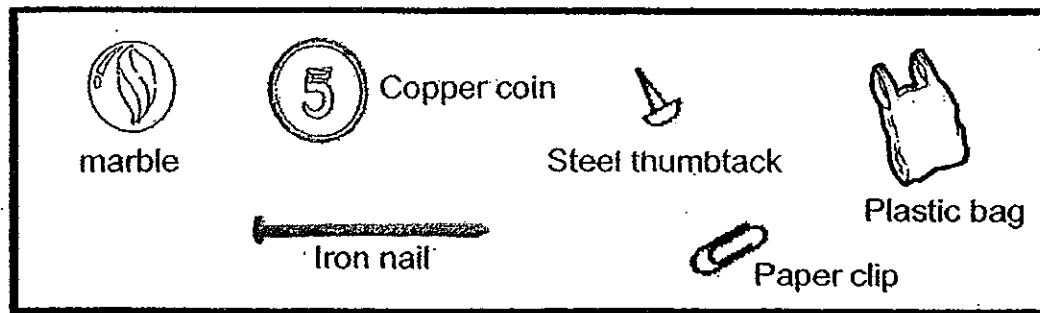 5
Copper coin
marble
Steel thumbtack
Plastic bag
Iron nail
Paper clip